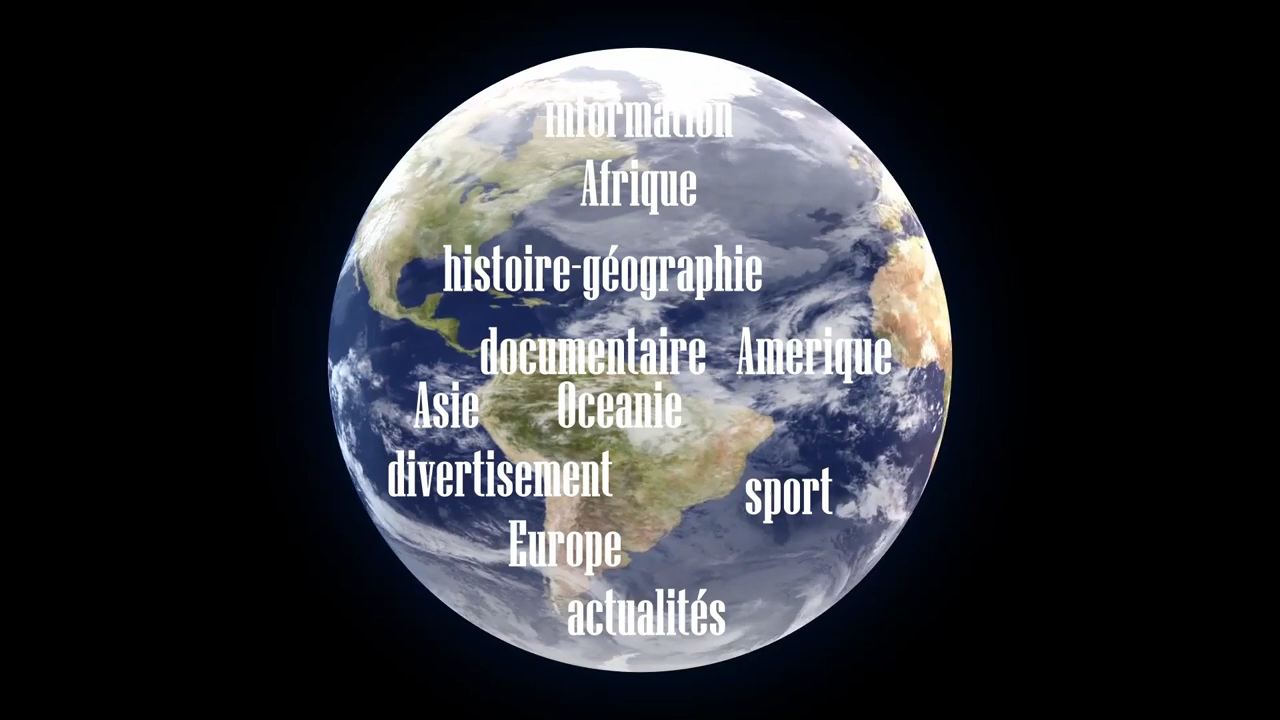 information
Afrique
histoire-géographie
documentaire Amerique
Asie Oceanie
divertisement
sport
Europe
actualités